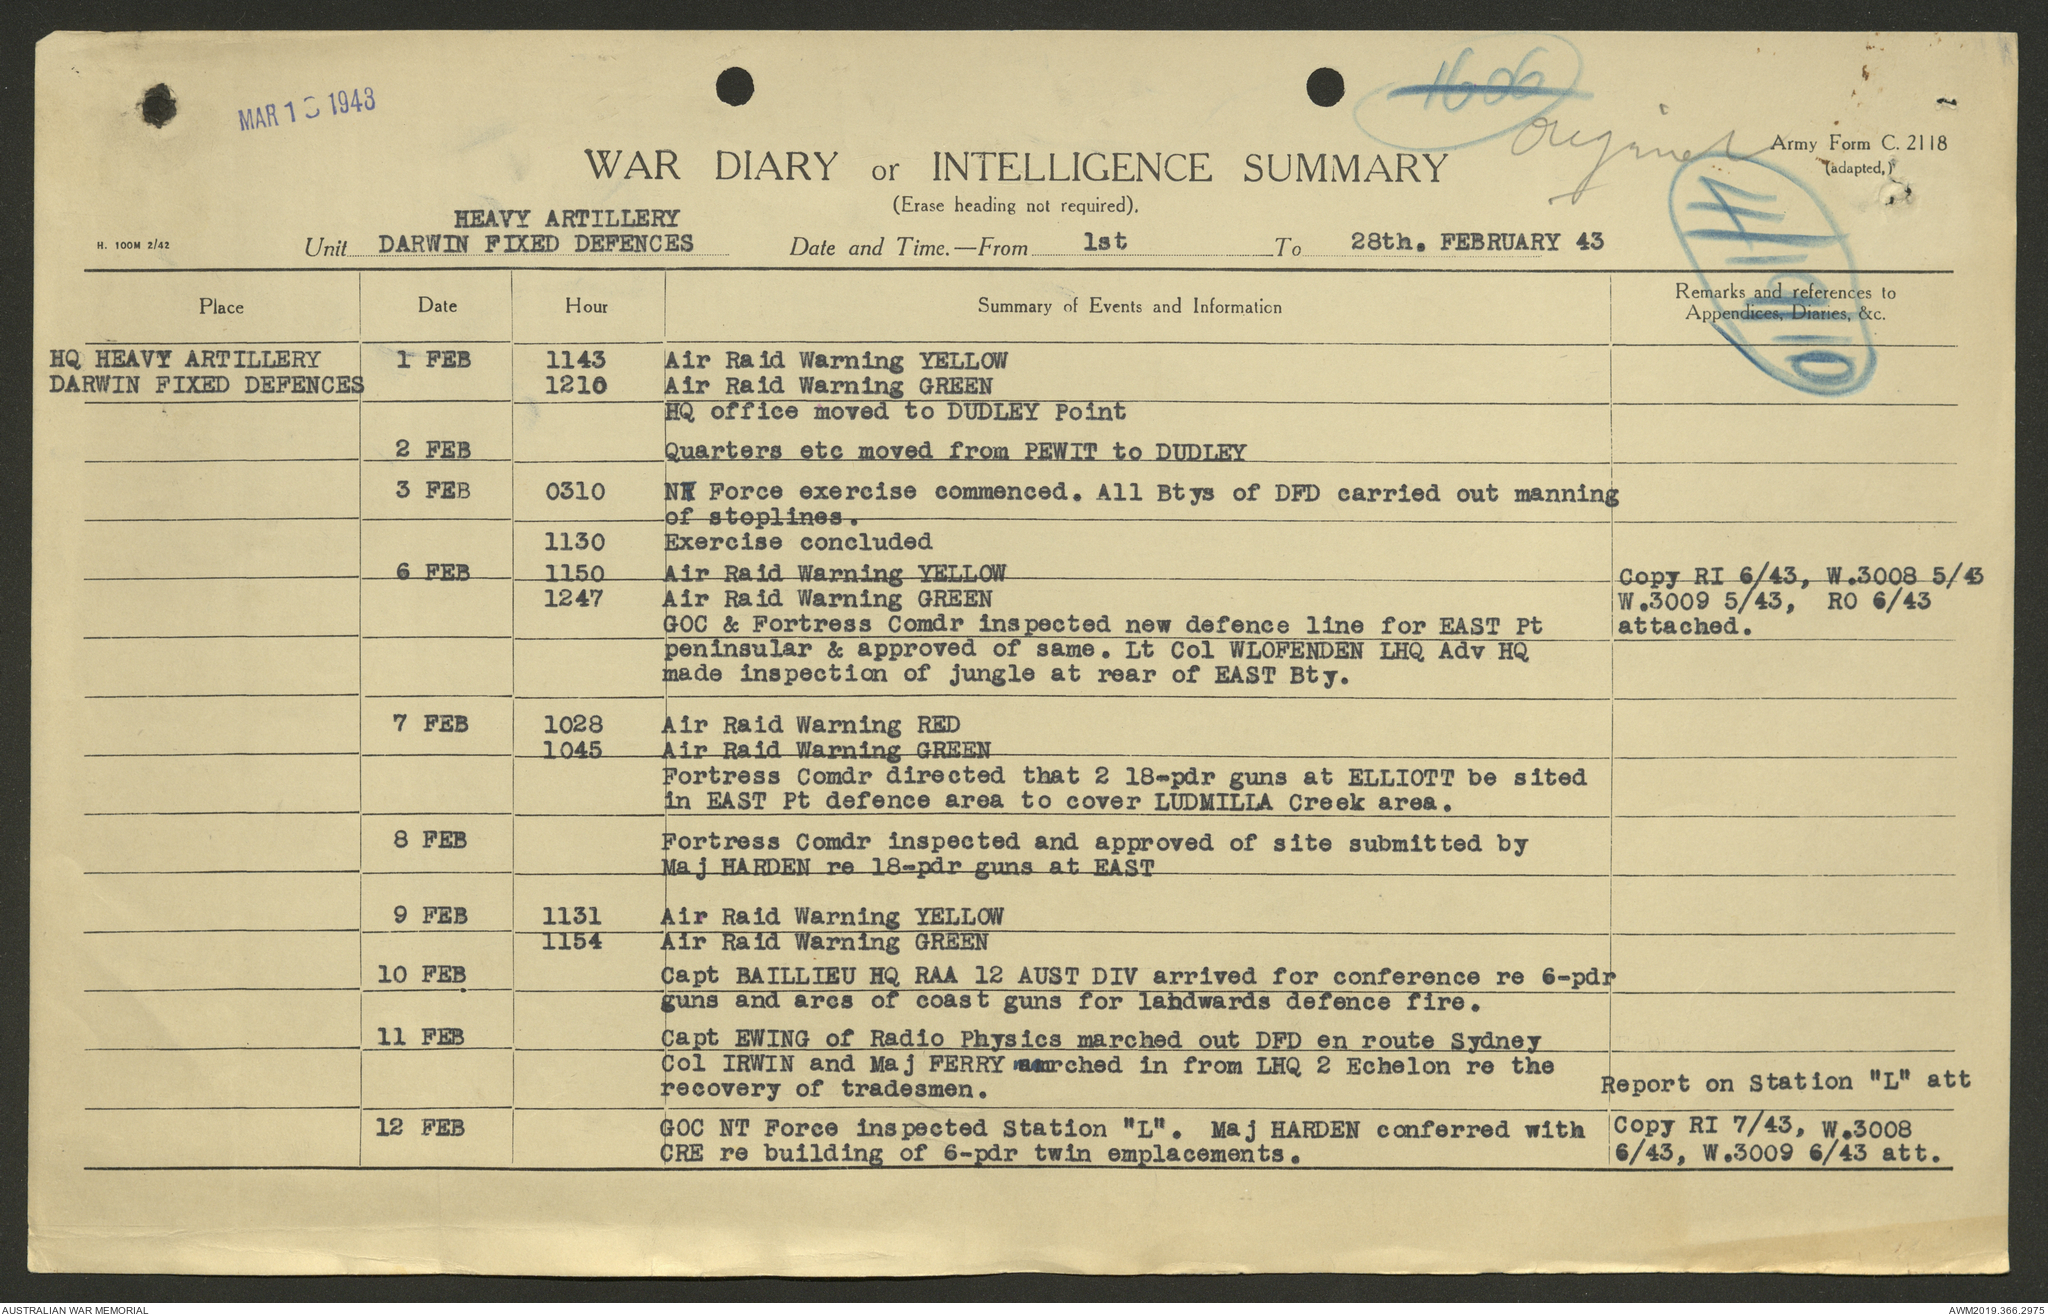 1606
MAR 1 1943
Original
Army Form C. 2118
(adapted.)
WAR DIARY or INTELLIGENCE SUMMARY
(Erase heading not required).
HEAVY ARTILLERY
H. 100M 2/42
Unit DARWIN FIXED DEFENCES Date and Time.—From 1st To 28th. FEBRUARY 43
Place Date Hour Summary of Events and Information Remarks and references to
Appendices, Diaries, &c.
HQ HEAVY ARTILLERY 1 FEB 1143 Air Raid Warning YELLOW
DARWIN FIXED DEFENCES 1210 Air Raid Warning GREEN
HQ office moved to DUDLEY Point
2 FEB Quarters etc moved from PEWIT to DUDLEY
3 FEB 0310 NT Force exercise commenced. All Btys of DFD carried out manning
of stoplines.
1130 Exercise concluded
6 FEB 1150 Air Raid Warning YELLOW Copy RI 6/43, W.3008 5/43
1247 Air Raid Warning GREEN W.3009 5/43, RO 6/43
GOC & Fortress Comdr inspected new defence line for EAST Pt attached.
peninsular & approved of same. Lt Col WLOFENDEN LHQ Adv HQ
made inspection of jungle at rear of EAST Bty.
7 FEB 1028 Air Raid Warning RED
1045 Air Raid Warning GREEN
Fortress Comdr directed that 2 18-pdr guns at ELLIOTT be sited
in EAST Pt defence area to cover LUDMILLA Creek area.
8 FEB Fortress Comdr inspected and approved of site submitted by
Maj HARDEN re 18-pdr guns at EAST
9 FEB 1131 Air Raid Warning YELLOW
1154 Air Raid Warning GREEN
10 FEB Capt BAILLIEU HQ RAA 12 AUST DIV arrived for conference re 6-pdr
guns and arcs of coast guns for landwards defence fire.
11 FEB Capt EWING of Radio Physics marched out DFD en route Sydney
Col IRWIN and Maj FERRY marched in from LHQ 2 Echelon re the
recovery of tradesmen. Report on Station "L" att
12 FEB GOC NT Force inspected Station "L". Maj HARDEN conferred with Copy RI 7/43, W.3008
CRE re building of 6-pdr twin emplacements. 6/43, W.3009 6/43 att.
AUSTRALIAN WAR MEMORIAL AWM2019.366.2975